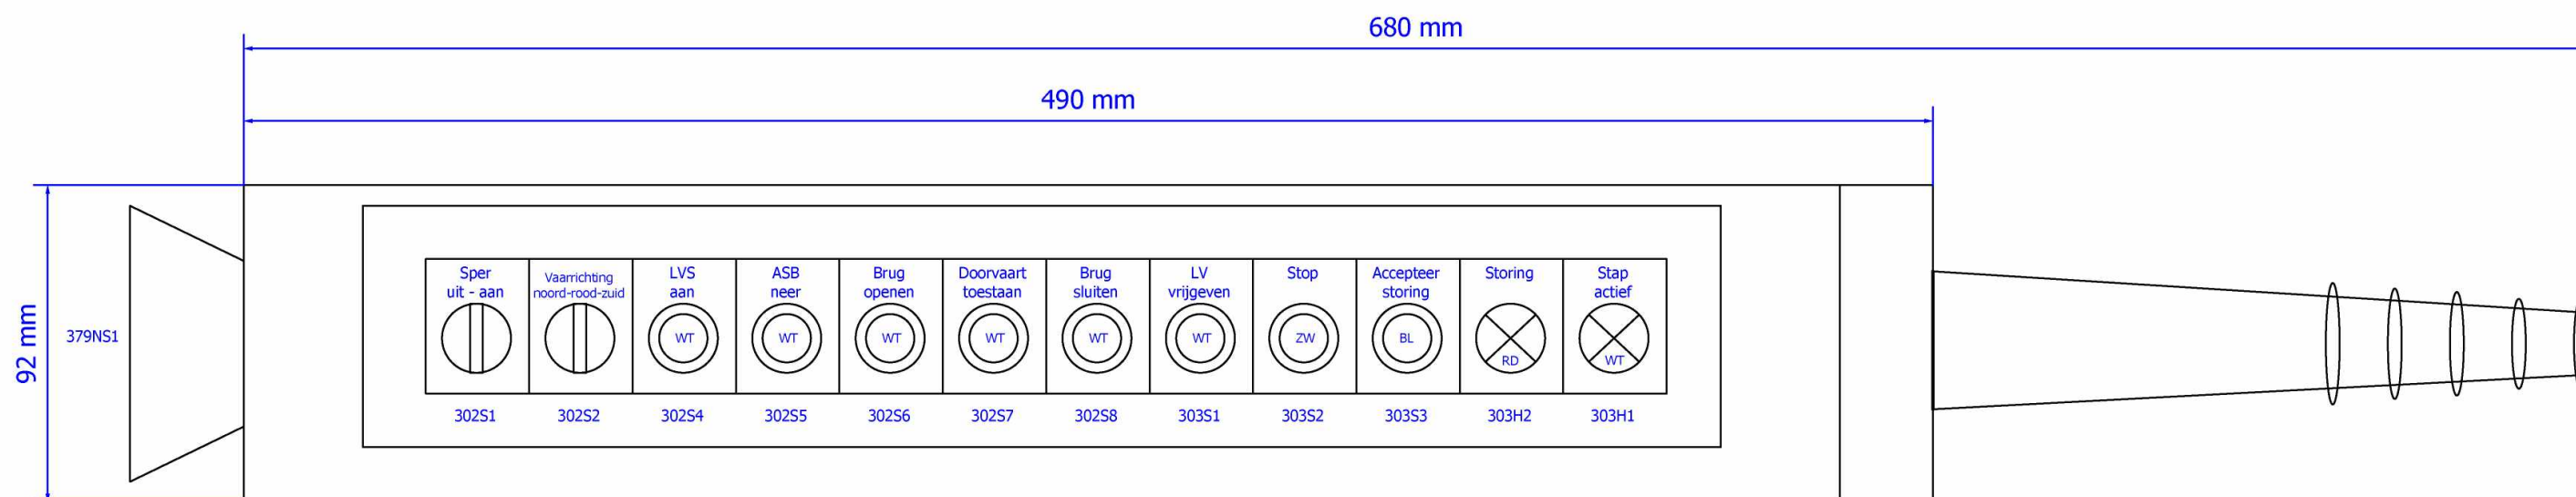 680 mm
490 mm
92 mm
379NS1
Sper
uit - aan
Vaarrichting
noord-rood-zuid
LVS
aan
ASB
neer
Brug
openen
Doorvaart
toestaan
Brug
sluiten
LV
vrijgeven
Stop
Accepteer
storing
Storing
Stap
actief
WT
WT
WT
WT
WT
WT
ZW
BL
RD
WT
302S1
302S2
302S4
302S5
302S6
302S7
302S8
303S1
303S2
303S3
303H2
303H1